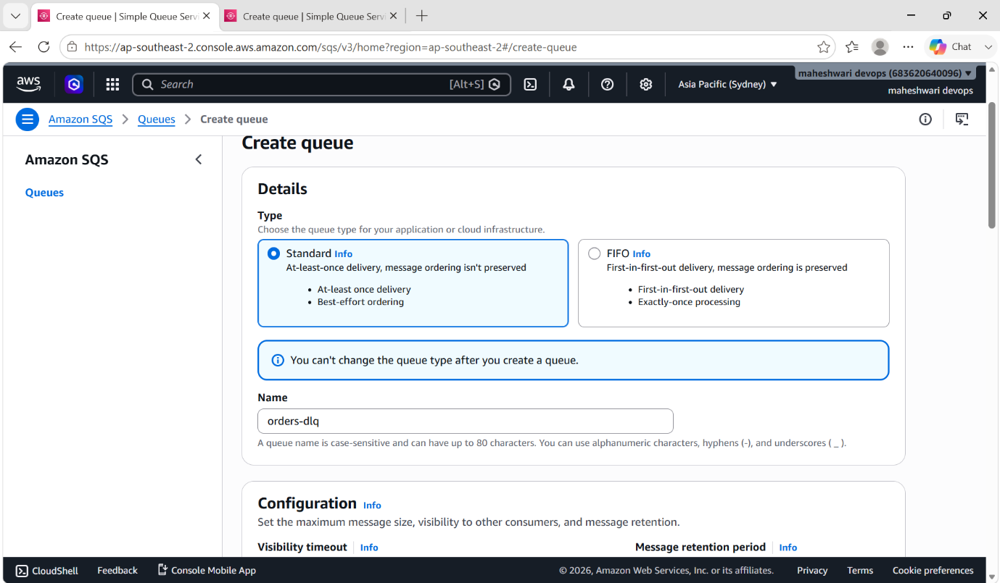 Create queue | Simple Queue Servi
Create queue | Simple Queue Servi
https://ap-southeast-2.console.aws.amazon.com/sqs/v3/home?region=ap-southeast-2#/create-queue
Chat
aws
Search
[Alt+S]
Asia Pacific (Sydney)
maheshwari devops (683620640096)
maheshwari devops
Amazon SQS
Queues
Create queue
Amazon SQS
Queues
Create queue
Details
Type
Choose the queue type for your application or cloud infrastructure.
Standard Info
At-least-once delivery, message ordering isn't preserved
• At-least once delivery
• Best-effort ordering
FIFO Info
First-in-first-out delivery, message ordering is preserved
• First-in-first-out delivery
• Exactly-once processing
You can't change the queue type after you create a queue.
Name
orders-dlq
A queue name is case-sensitive and can have up to 80 characters. You can use alphanumeric characters, hyphens (-), and underscores ( _ ).
Configuration Info
Set the maximum message size, visibility to other consumers, and message retention.
Visibility timeout Info
Message retention period Info
CloudShell
Feedback
Console Mobile App
© 2026, Amazon Web Services, Inc. or its affiliates.
Privacy
Terms
Cookie preferences